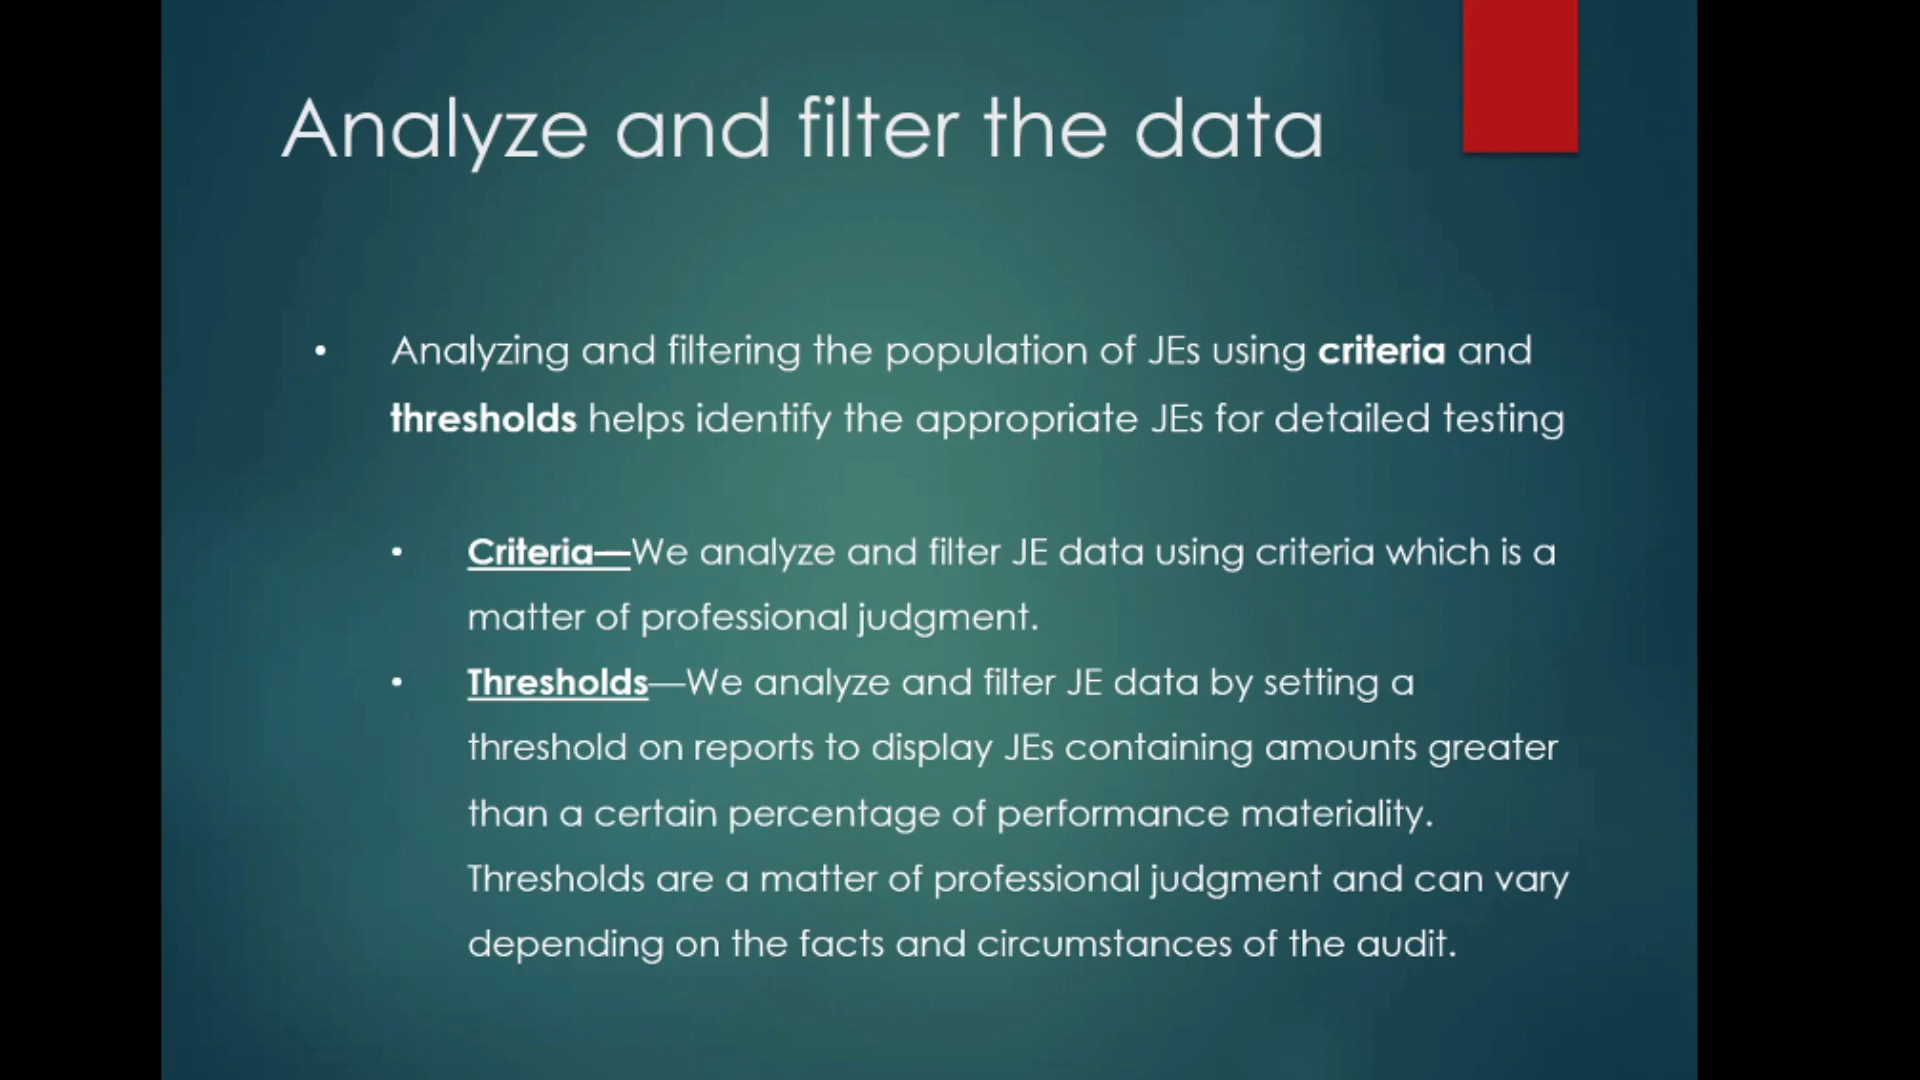 Analyze and filter the data
• Analyzing and filtering the population of JEs using criteria and
thresholds helps identify the appropriate JEs for detailed testing
• Criteria—We analyze and filter JE data using criteria which is a
matter of professional judgment.
• Thresholds—We analyze and filter JE data by setting a
threshold on reports to display JEs containing amounts greater
than a certain percentage of performance materiality.
Thresholds are a matter of professional judgment and can vary
depending on the facts and circumstances of the audit.